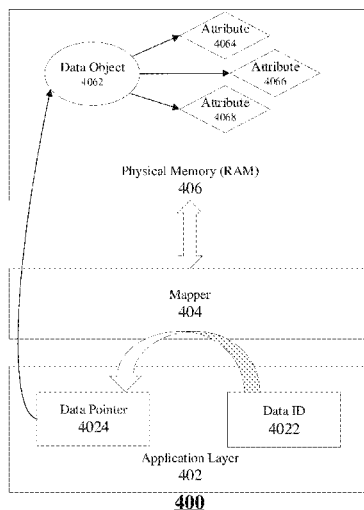 Attribute
4064
Data Object
4062
Attribute
4066
Attribute
4068
Physical Memory (RAM)
406
Mapper
404
Data Pointer
4024
Data ID
4022
Application Layer
402
400